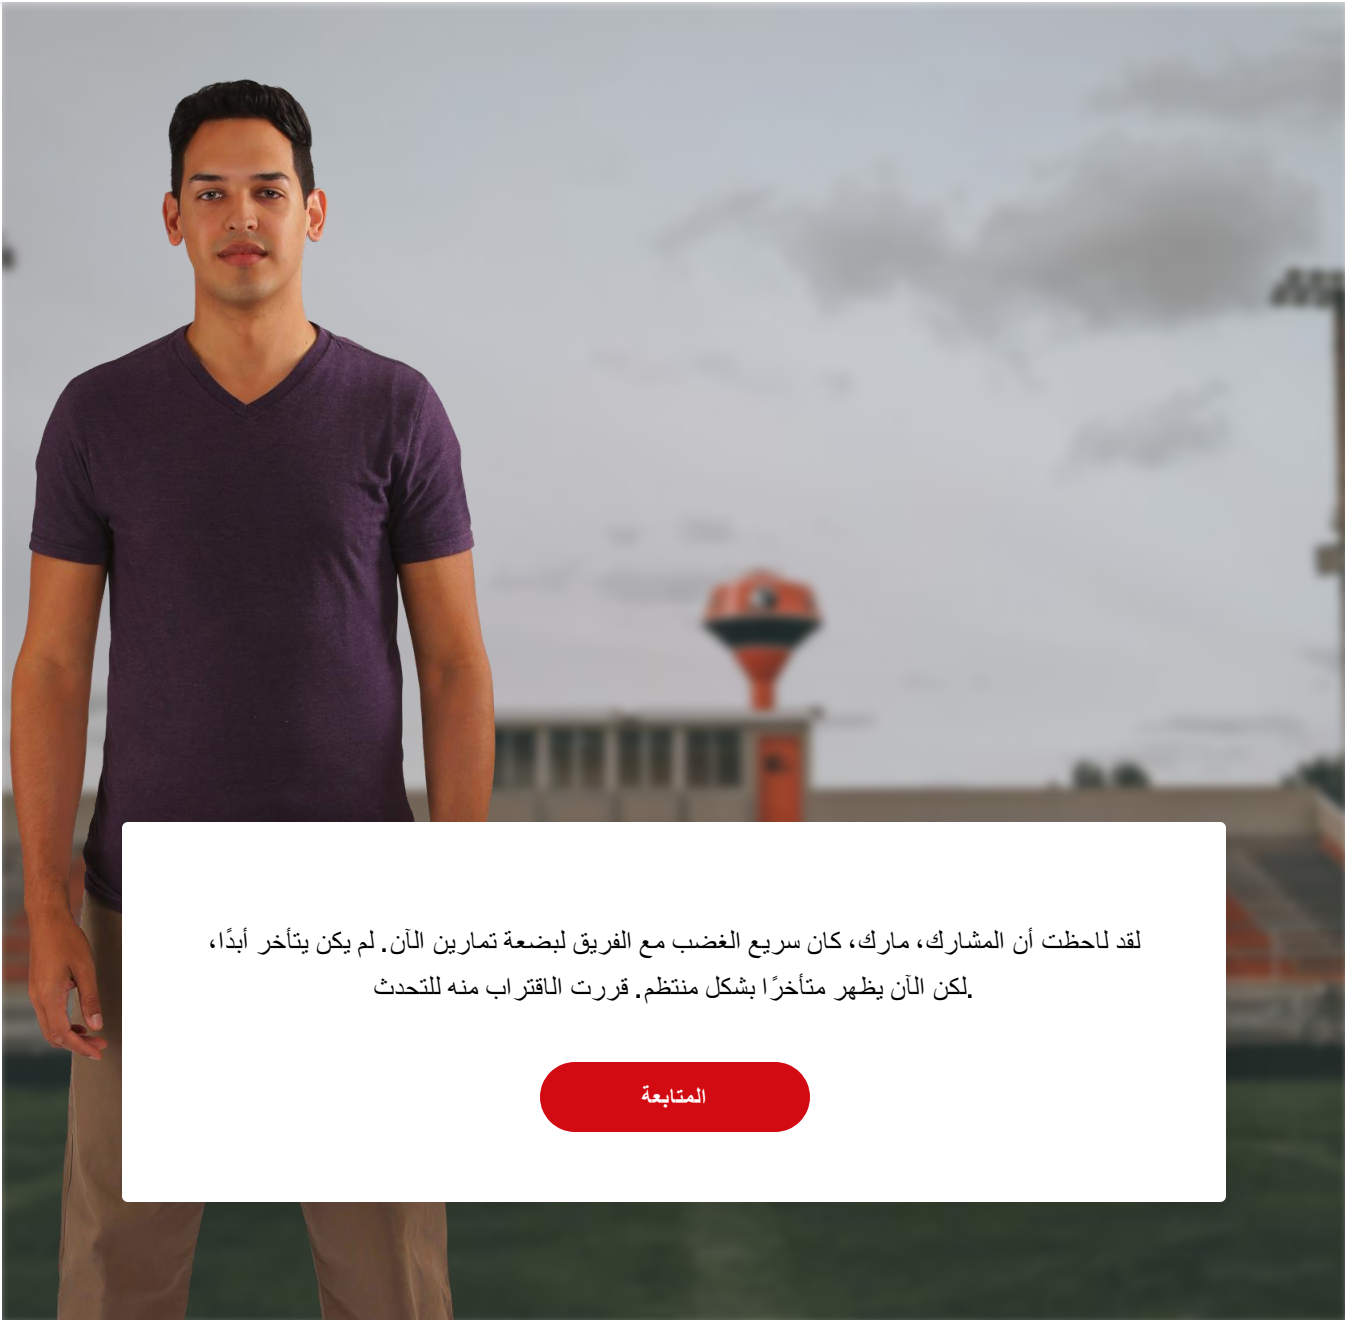 لقد لاحظت أن المشارك، مارك، كان سريع الغضب مع الفريق لبضعة تمارين الآن. لم يكن يتأخر أبدًا،
لكن الآن يظهر متأخرًا بشكل منتظم. قررت الاقتراب منه للتحدث.
المتابعة